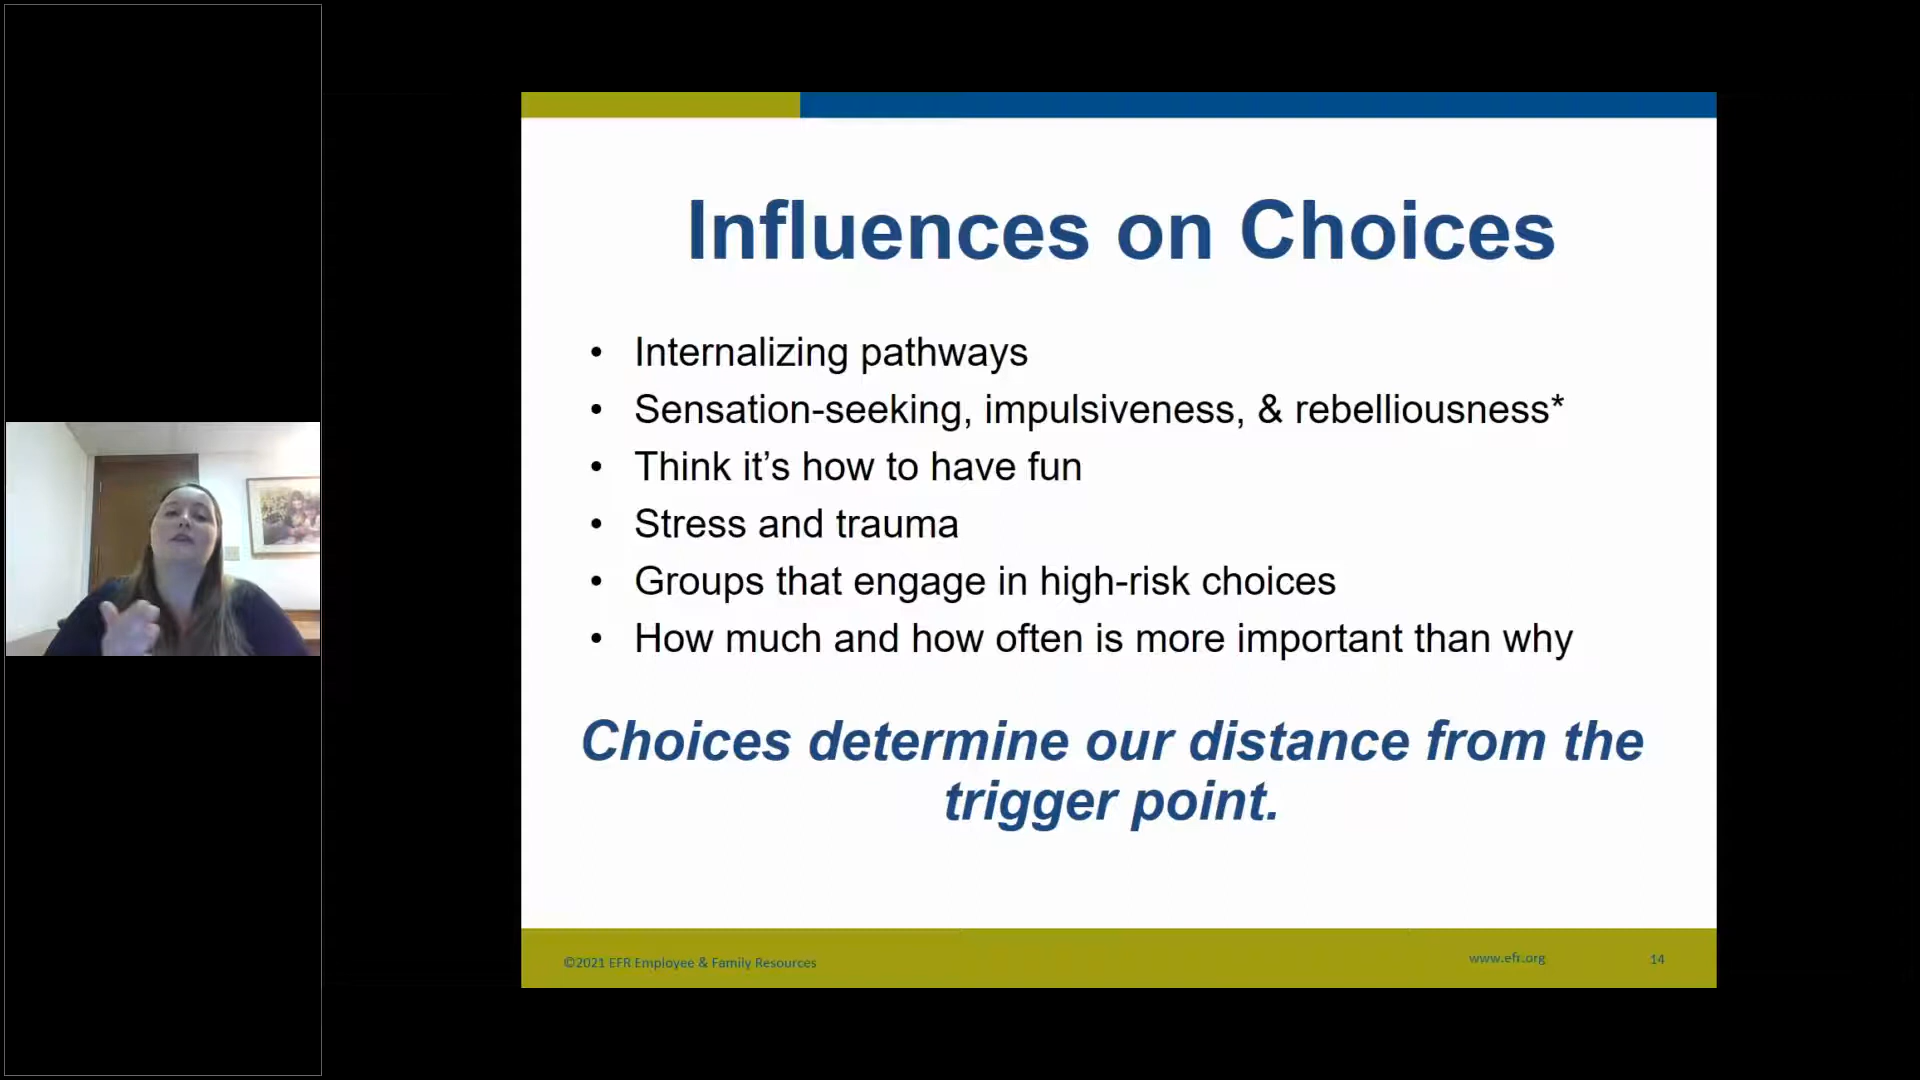 Influences on Choices
• Internalizing pathways
• Sensation-seeking, impulsiveness, & rebelliousness*
• Think it’s how to have fun
• Stress and trauma
• Groups that engage in high-risk choices
• How much and how often is more important than why
Choices determine our distance from the
trigger point.
©2021 EFR Employee & Family Resources
www.efr.org
14